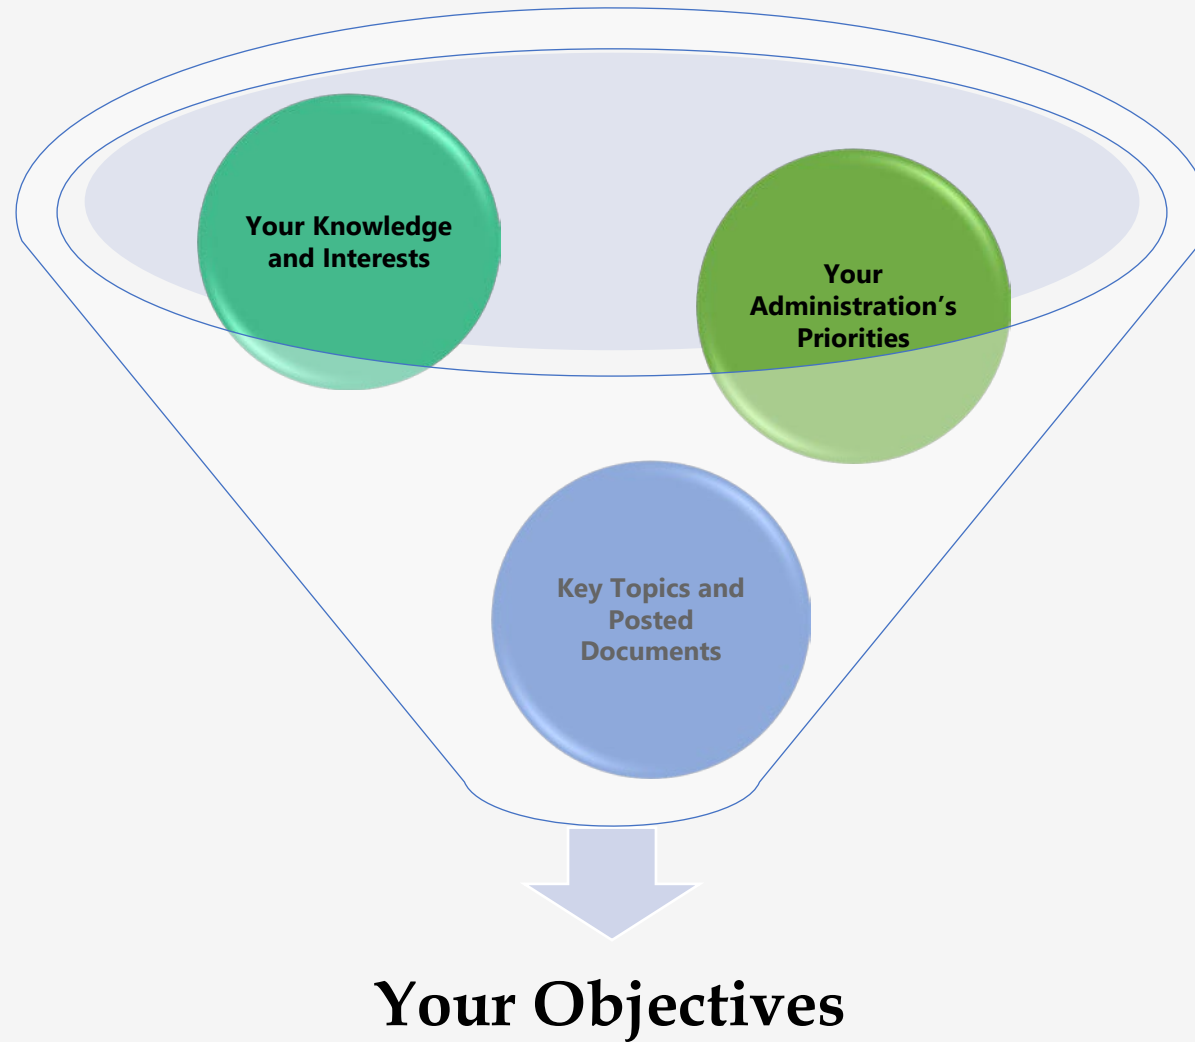 Your Knowledge
and Interests
Your
Administration’s
Priorities
Key Topics and
Posted
Documents
Your Objectives